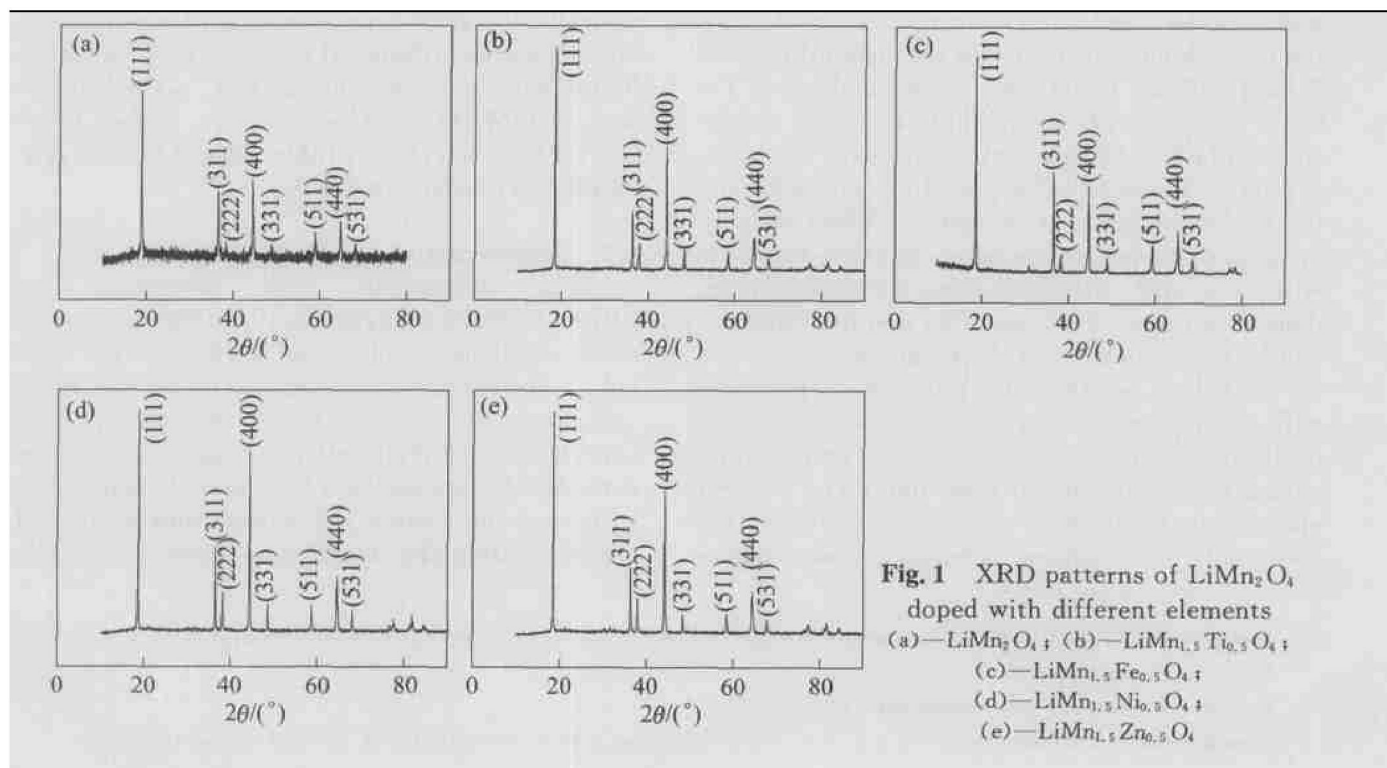 (a)
(111)
(311)
(222)
(400)
(331)
(511)
(440)
(531)
0 20 40 60 80
2θ/(°)
(b)
(111)
(311)
(222)
(400)
(331)
(511)
(440)
(531)
0 20 40 60 80
2θ/(°)
(c)
(111)
(311)
(222)
(400)
(331)
(511)
(440)
(531)
0 20 40 60 80
2θ/(°)
(d)
(111)
(311)
(222)
(400)
(331)
(511)
(440)
(531)
0 20 40 60 80
2θ/(°)
(e)
(111)
(311)
(222)
(400)
(331)
(511)
(440)
(531)
0 20 40 60 80
2θ/(°)
Fig. 1 XRD patterns of LiMn₂O₄
doped with different elements
(a)—LiMn₂O₄; (b)—LiMn₁.₅Ti₀.₅O₄;
(c)—LiMn₁.₅Fe₀.₅O₄;
(d)—LiMn₁.₅Ni₀.₅O₄;
(e)—LiMn₁.₅Zn₀.₅O₄